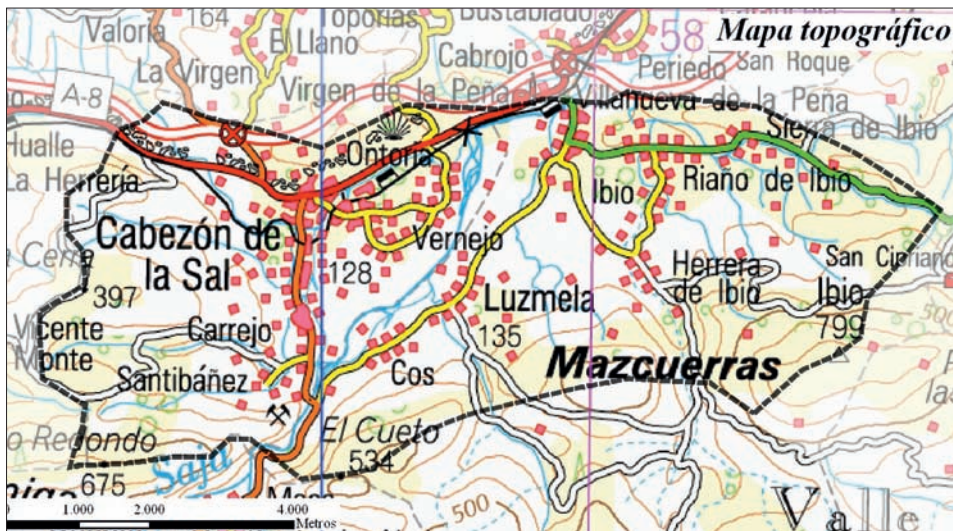 Mapa topográfico
Valoria
164
Toporias
Bustablado
El Llano
Cabrojo
58
San Roque
La Virgen
Virgen de la Peña
Periedo
Villanueva de la Peña
A-8
Sierra de Ibio
Hualle
Ontoria
La Herrería
Ibio
Riaño de Ibio
Cabezón de
la Sal
Vernejo
128
Herrera
de Ibio
San Cipriano
Ibio
397
Luzmela
799
500
Vicente
Monte
Carrejo
135
Santibáñez
Cos
Mazcuerras
Redondo
El Cueto
534
Saja
675
500
1.000
2.000
4.000
Metros